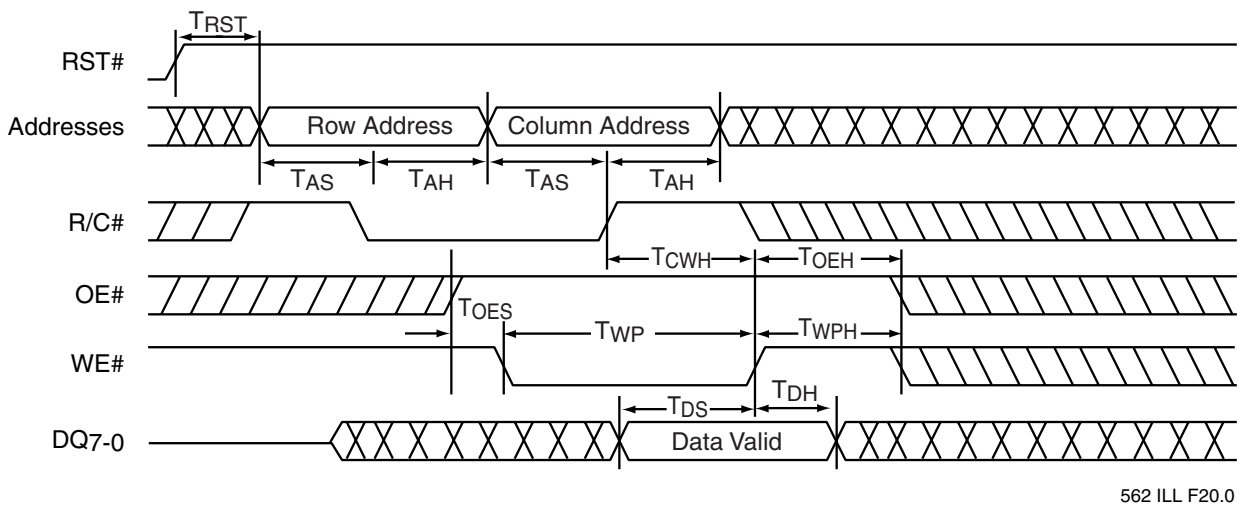 TRST
RST#
Addresses
Row Address
Column Address
TAS
TAH
TAS
TAH
R/C#
TCWH
TOEH
OE#
TOES
TWP
TWPH
WE#
TDS
TDH
DQ7-0
Data Valid
562 ILL F20.0